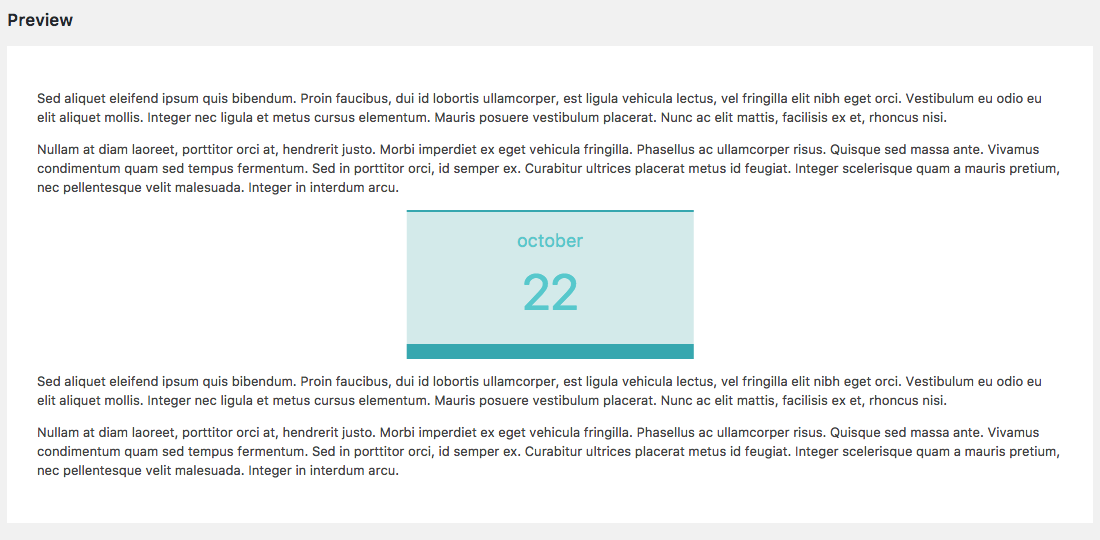 Preview
Sed aliquet eleifend ipsum quis bibendum. Proin faucibus, dui id lobortis ullamcorper, est ligula vehicula lectus, vel fringilla elit nibh eget orci. Vestibulum eu odio eu
elit aliquet mollis. Integer nec ligula et metus cursus elementum. Mauris posuere vestibulum placerat. Nunc ac elit mattis, facilisis ex et, rhoncus nisi.
Nullam at diam laoreet, porttitor orci at, hendrerit justo. Morbi imperdiet ex eget vehicula fringilla. Phasellus ac ullamcorper risus. Quisque sed massa ante. Vivamus
condimentum quam sed tempus fermentum. Sed in porttitor orci, id semper ex. Curabitur ultrices placerat metus id feugiat. Integer scelerisque quam a mauris pretium,
nec pellentesque velit malesuada. Integer in interdum arcu.
october
22
Sed aliquet eleifend ipsum quis bibendum. Proin faucibus, dui id lobortis ullamcorper, est ligula vehicula lectus, vel fringilla elit nibh eget orci. Vestibulum eu odio eu
elit aliquet mollis. Integer nec ligula et metus cursus elementum. Mauris posuere vestibulum placerat. Nunc ac elit mattis, facilisis ex et, rhoncus nisi.
Nullam at diam laoreet, porttitor orci at, hendrerit justo. Morbi imperdiet ex eget vehicula fringilla. Phasellus ac ullamcorper risus. Quisque sed massa ante. Vivamus
condimentum quam sed tempus fermentum. Sed in porttitor orci, id semper ex. Curabitur ultrices placerat metus id feugiat. Integer scelerisque quam a mauris pretium,
nec pellentesque velit malesuada. Integer in interdum arcu.